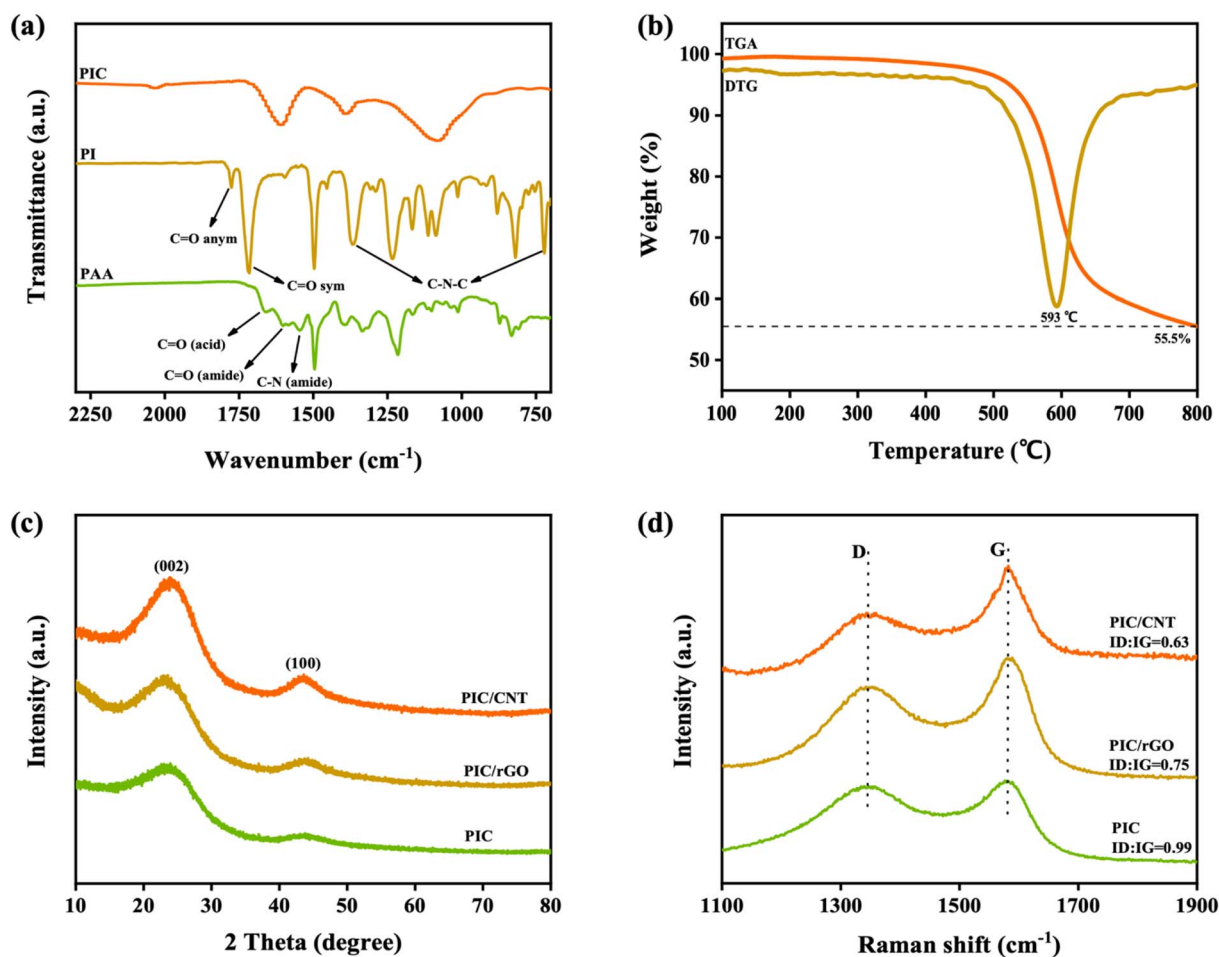 (a)
PIC
PI
C=O anym
C=O sym
C-N-C
PAA
C=O (acid)
C=O (amide)
C-N (amide)
Transmittance (a.u.)
2250 2000 1750 1500 1250 1000 750
Wavenumber (cm⁻¹)
(b)
TGA
DTG
593 ℃
55.5%
Weight (%)
100
90
80
70
60
50
100 200 300 400 500 600 700 800
Temperature (℃)
(c)
(002)
(100)
PIC/CNT
PIC/rGO
PIC
Intensity (a.u.)
10 20 30 40 50 60 70 80
2 Theta (degree)
(d)
D
G
PIC/CNT
ID:IG=0.63
PIC/rGO
ID:IG=0.75
PIC
ID:IG=0.99
Intensity (a.u.)
1100 1300 1500 1700 1900
Raman shift (cm⁻¹)